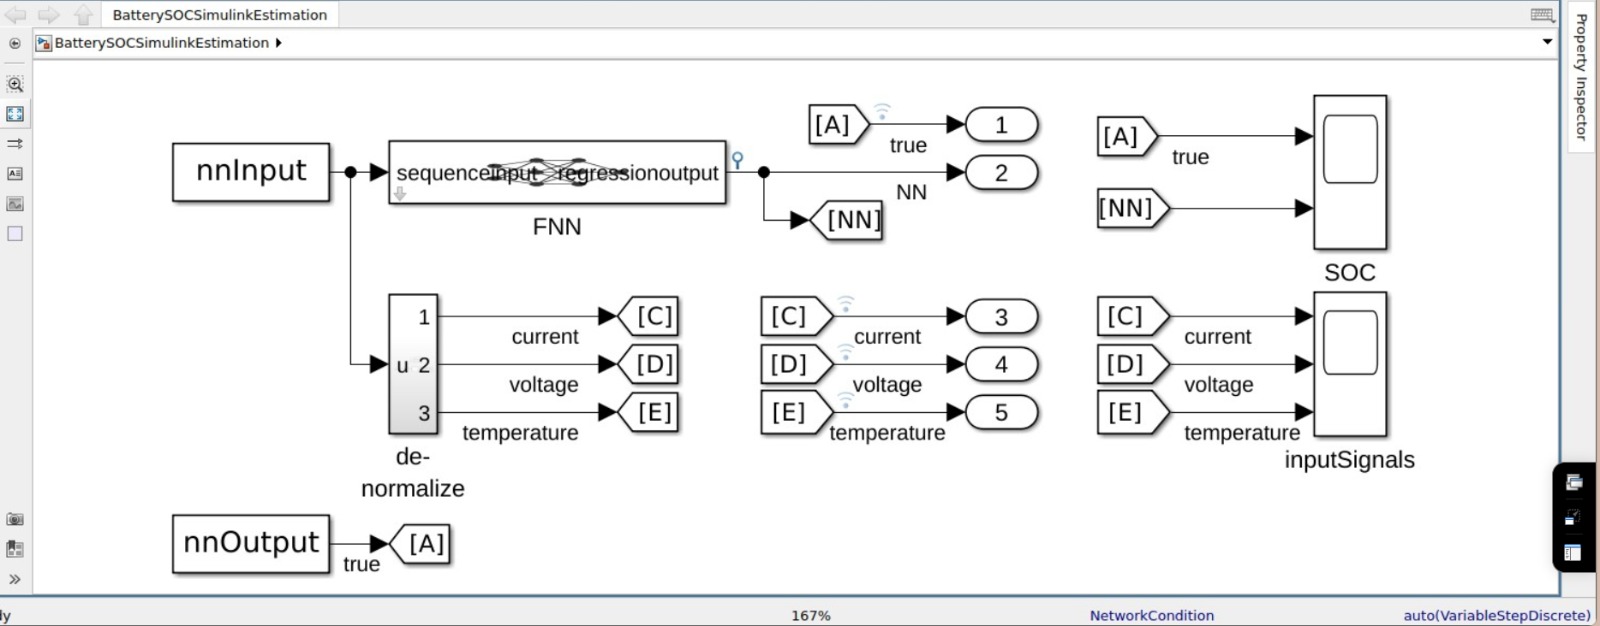 BatterySOCSimulinkEstimation
BatterySOCSimulinkEstimation
Property Inspector
nnInput
sequenceinput regressionoutput
FNN
[A]
true
1
2
NN
[NN]
[A]
true
[NN]
SOC
u
1
2
3
current
voltage
temperature
[C]
[D]
[E]
de-
normalize
[C]
current
3
[D]
voltage
4
[E]
temperature
5
[C]
current
[D]
voltage
[E]
temperature
inputSignals
nnOutput
true
[A]
dy
167%
NetworkCondition
auto(VariableStepDiscrete)